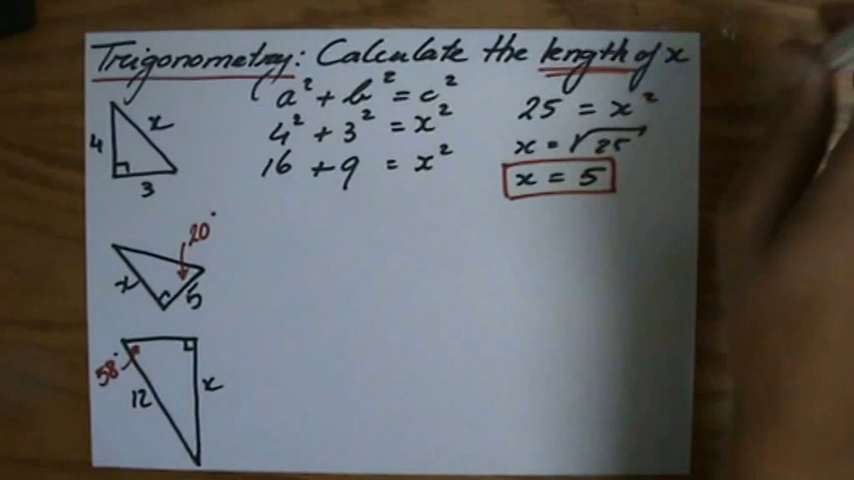 Trigonometry: Calculate the length of x
a² + b² = c²
4² + 3² = x²
16 + 9 = x²
25 = x²
x = √25
x = 5
4
x
3
20°
x
5
58°
12
x